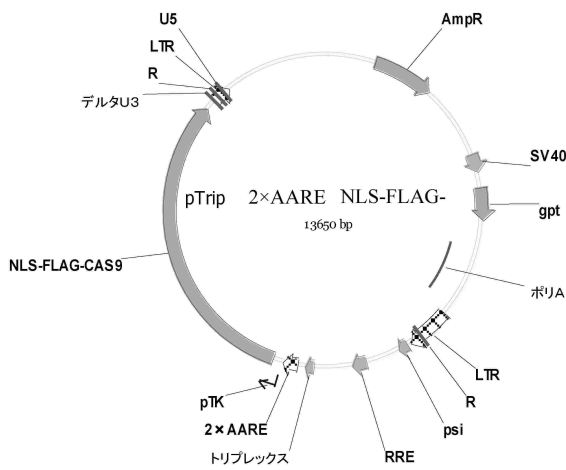 U5
LTR
R
デルタU3
AmpR
SV40
gpt
pTrip 2×AARE NLS-FLAG-
13650 bp
NLS-FLAG-CAS9
ポリA
LTR
R
psi
RRE
トリプレックス
2×AARE
pTK